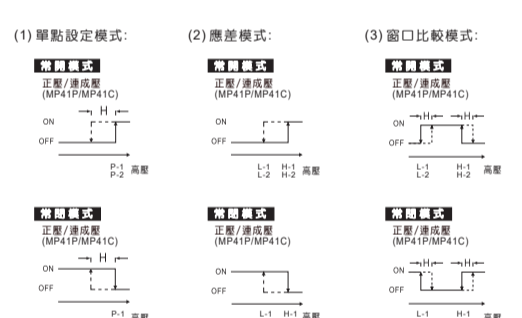 (1) 單點設定模式:
常開模式
正壓/連成壓
(MP41P/MP41C)
H
ON
OFF
P-1
P-2
高壓
(2) 應差模式:
常開模式
正壓/連成壓
(MP41P/MP41C)
ON
OFF
L-1 H-1
L-2 H-2
高壓
(3) 窗口比較模式:
常開模式
正壓/連成壓
(MP41P/MP41C)
H H
ON
OFF
L-1 H-1
L-2 H-2
高壓
常閉模式
正壓/連成壓
(MP41P/MP41C)
H
ON
OFF
P-1
高壓
常閉模式
正壓/連成壓
(MP41P/MP41C)
ON
OFF
L-1 H-1
高壓
常閉模式
正壓/連成壓
(MP41P/MP41C)
H H
ON
OFF
L-1 H-1
高壓